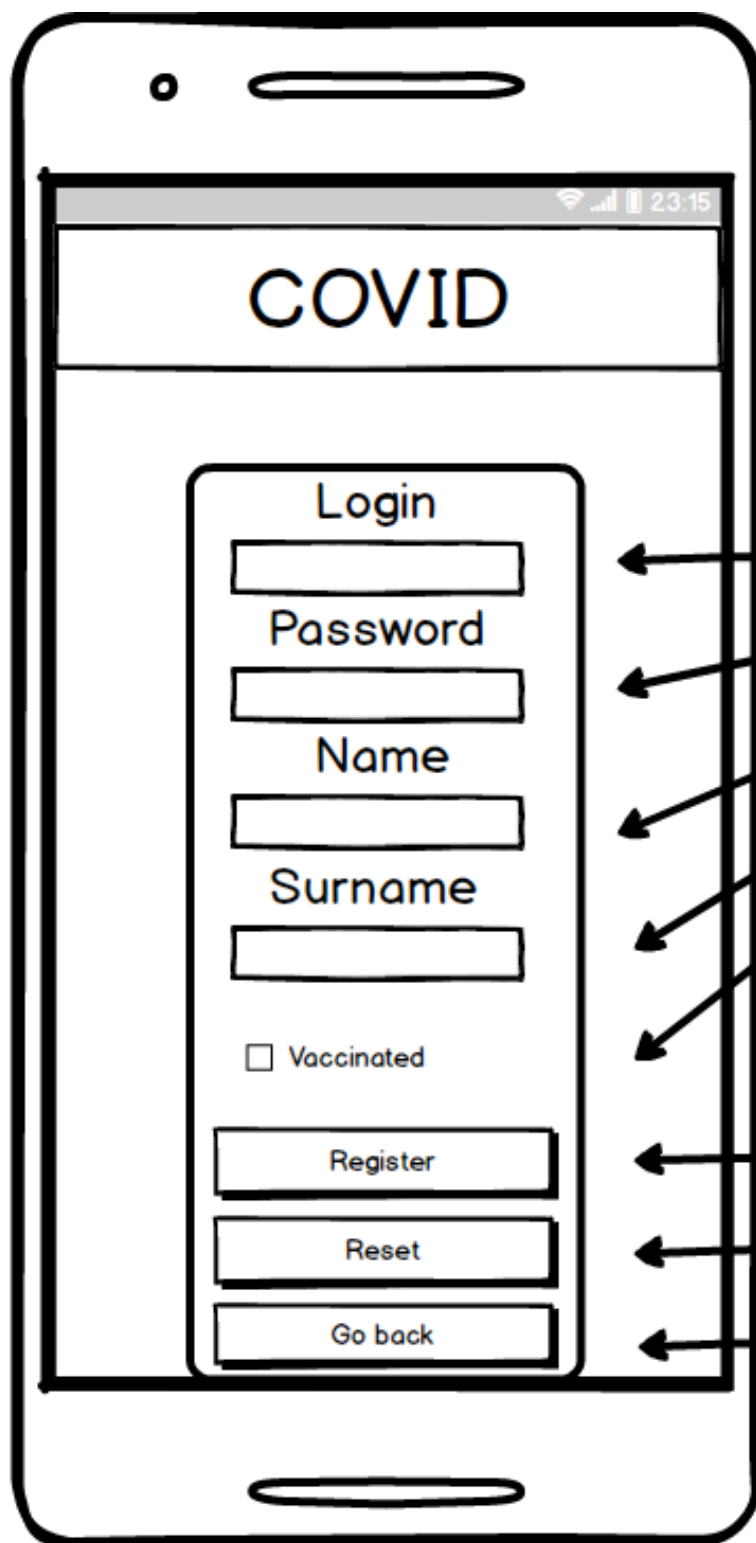 23:15
COVID
Login
Password
Name
Surname
Vaccinated
Register
Reset
Go back